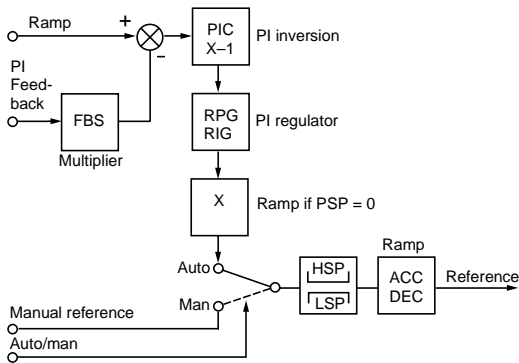 Ramp
+
–
PIC
X–1
PI inversion
PI
Feed-
back
FBS
Multiplier
RPG
RIG
PI regulator
X
Ramp if PSP = 0
Auto
Man
HSP
LSP
Ramp
ACC
DEC
Reference
Manual reference
Auto/man